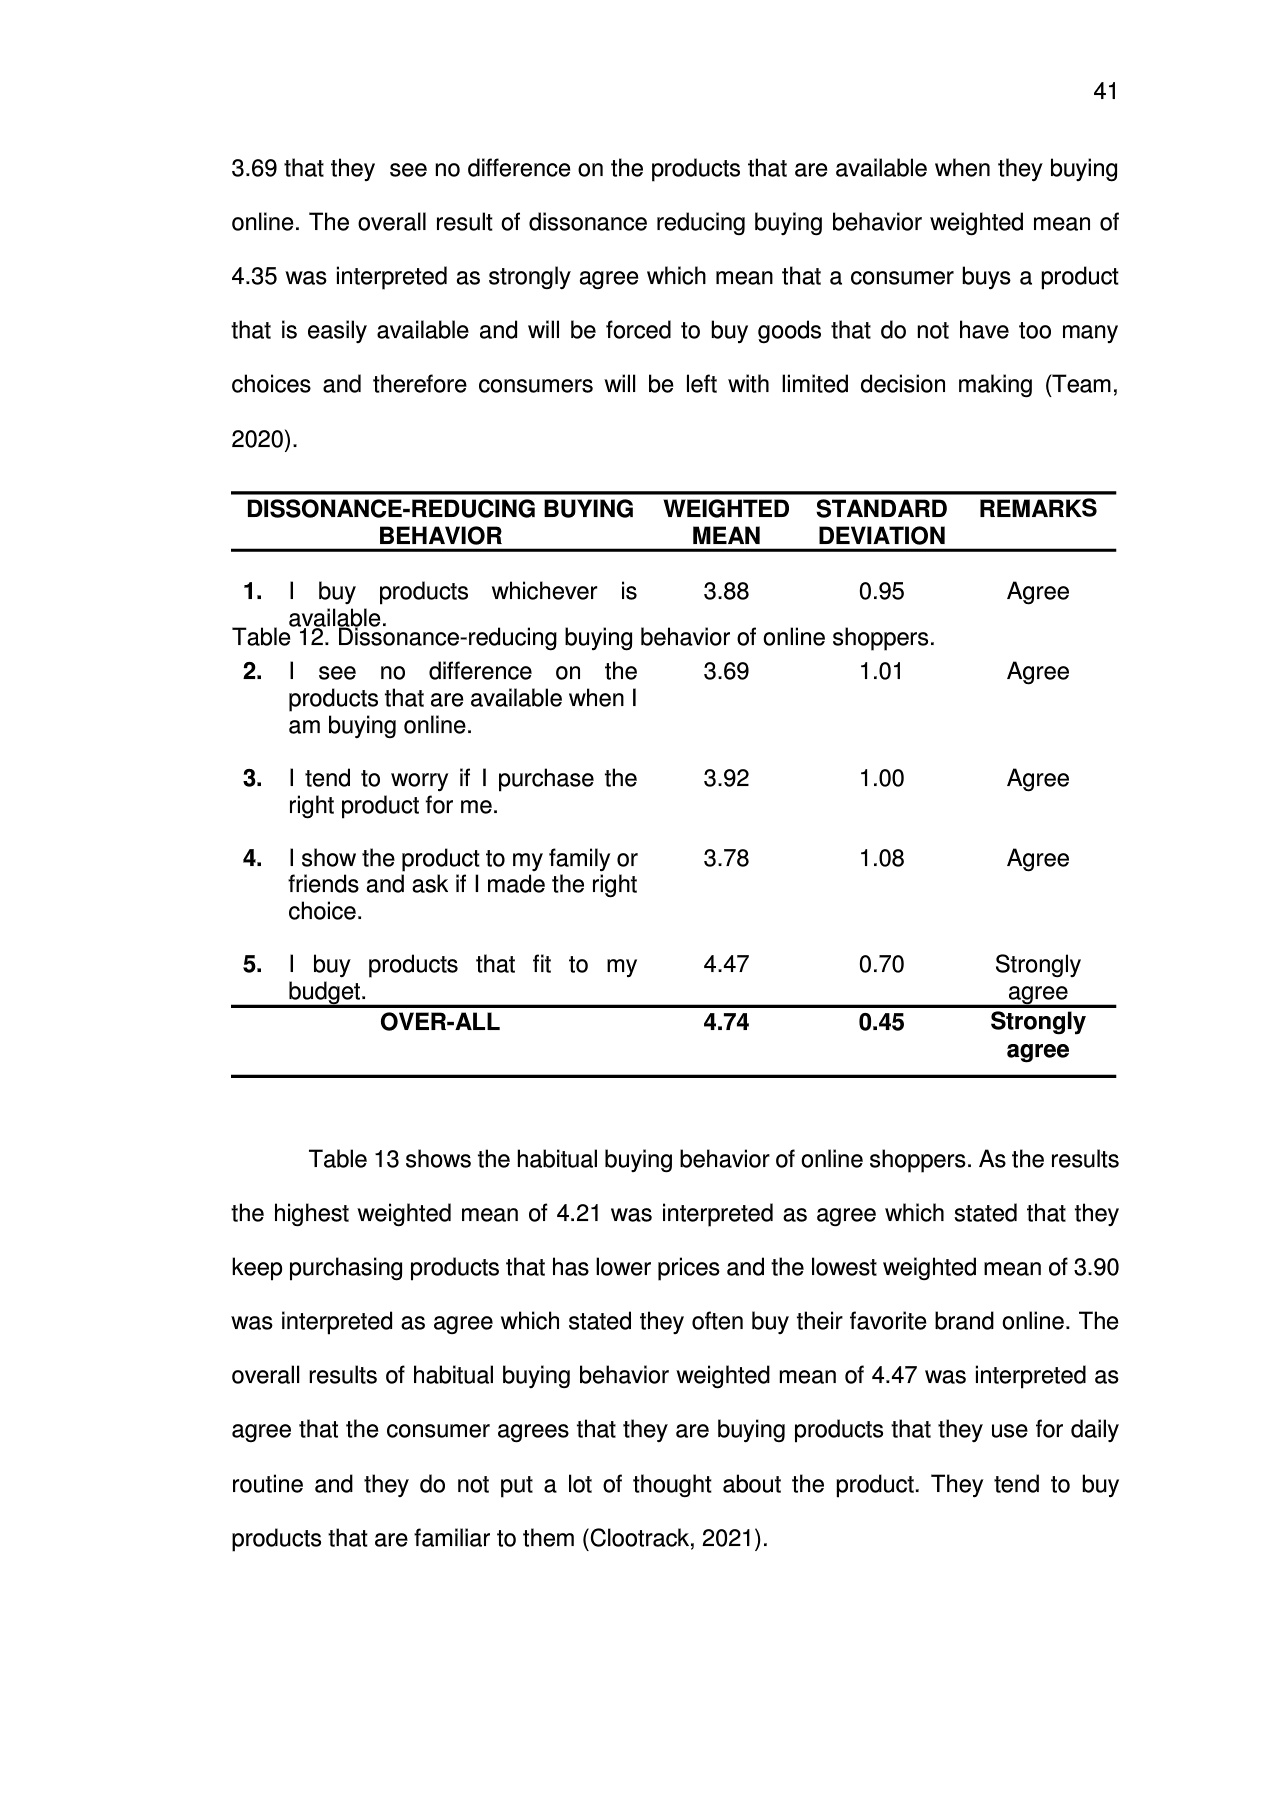 41
3.69 that they see no difference on the products that are available when they buying
online. The overall result of dissonance reducing buying behavior weighted mean of
4.35 was interpreted as strongly agree which mean that a consumer buys a product
that is easily available and will be forced to buy goods that do not have too many
choices and therefore consumers will be left with limited decision making (Team,
2020).
DISSONANCE-REDUCING BUYING WEIGHTED STANDARD REMARKS
BEHAVIOR MEAN DEVIATION
1. I buy products whichever is 3.88 0.95 Agree
available.
Table 12. Dissonance-reducing buying behavior of online shoppers.
2. I see no difference on the 3.69 1.01 Agree
products that are available when I
am buying online.
3. I tend to worry if I purchase the 3.92 1.00 Agree
right product for me.
4. I show the product to my family or 3.78 1.08 Agree
friends and ask if I made the right
choice.
5. I buy products that fit to my 4.47 0.70 Strongly
budget. agree
OVER-ALL 4.74 0.45 Strongly
agree
Table 13 shows the habitual buying behavior of online shoppers. As the results
the highest weighted mean of 4.21 was interpreted as agree which stated that they
keep purchasing products that has lower prices and the lowest weighted mean of 3.90
was interpreted as agree which stated they often buy their favorite brand online. The
overall results of habitual buying behavior weighted mean of 4.47 was interpreted as
agree that the consumer agrees that they are buying products that they use for daily
routine and they do not put a lot of thought about the product. They tend to buy
products that are familiar to them (Clootrack, 2021).